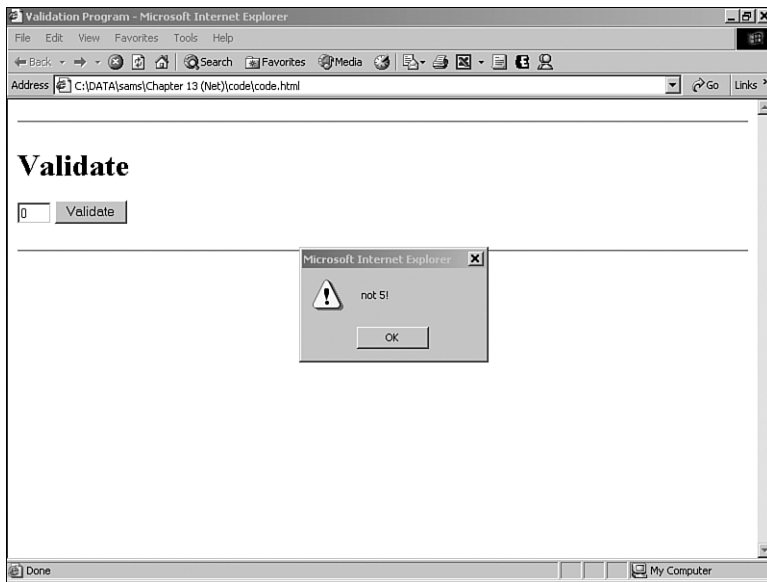 Validation Program - Microsoft Internet Explorer
File Edit View Favorites Tools Help
Back Search Favorites Media
Address C:\DATA\sams\Chapter 13 (Net)\code\code.html Go Links
Validate
0 Validate
Microsoft Internet Explorer
not 5!
OK
Done My Computer